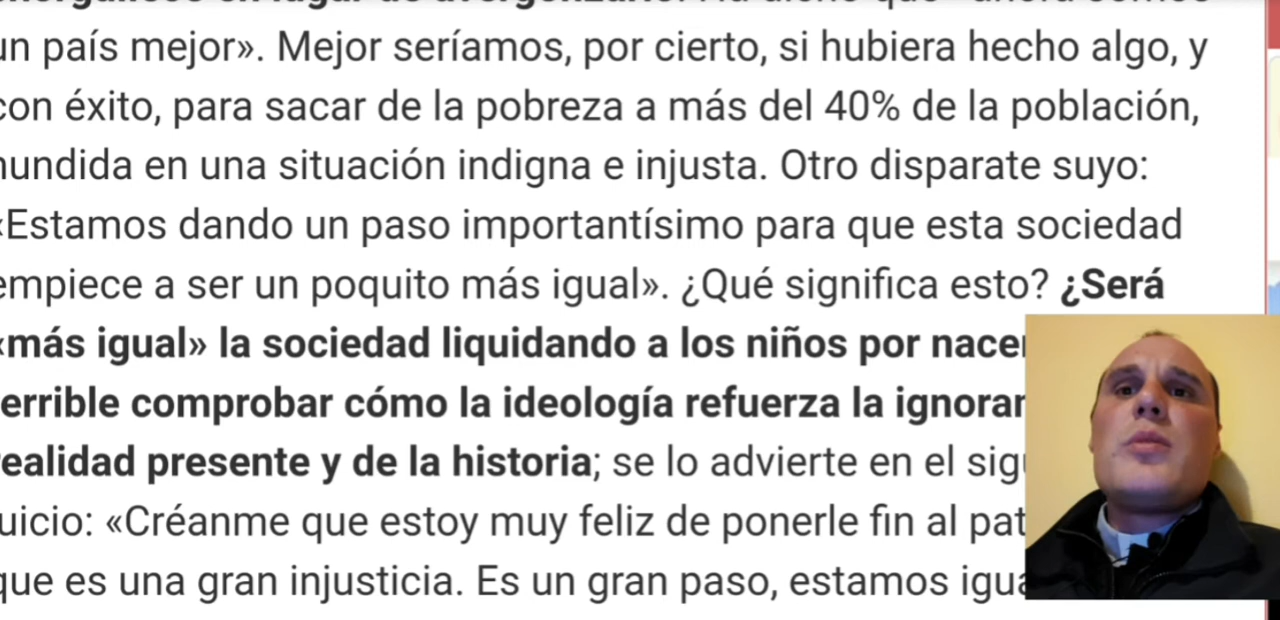 un país mejor». Mejor seríamos, por cierto, si hubiera hecho algo, y
con éxito, para sacar de la pobreza a más del 40% de la población,
hundida en una situación indigna e injusta. Otro disparate suyo:
«Estamos dando un paso importantísimo para que esta sociedad
empiece a ser un poquito más igual». ¿Qué significa esto? ¿Será
«más igual» la sociedad liquidando a los niños por
terrible comprobar cómo la ideología refuerza la
realidad presente y de la historia; se lo advierte en el
juicio: «Créanme que estoy muy feliz de ponerle fin al
que es una gran injusticia. Es un gran paso, estamos